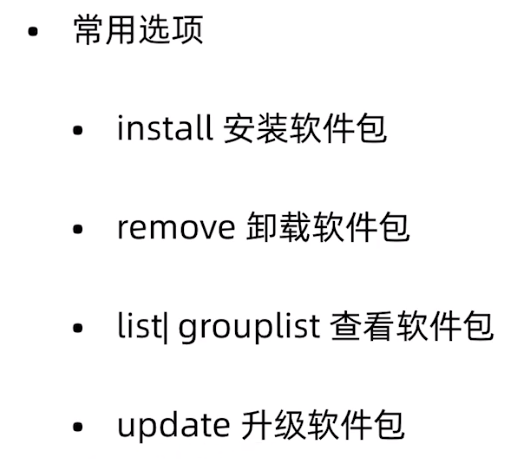 • 常用选项
• install 安装软件包
• remove 卸载软件包
• list| grouplist 查看软件包
• update 升级软件包